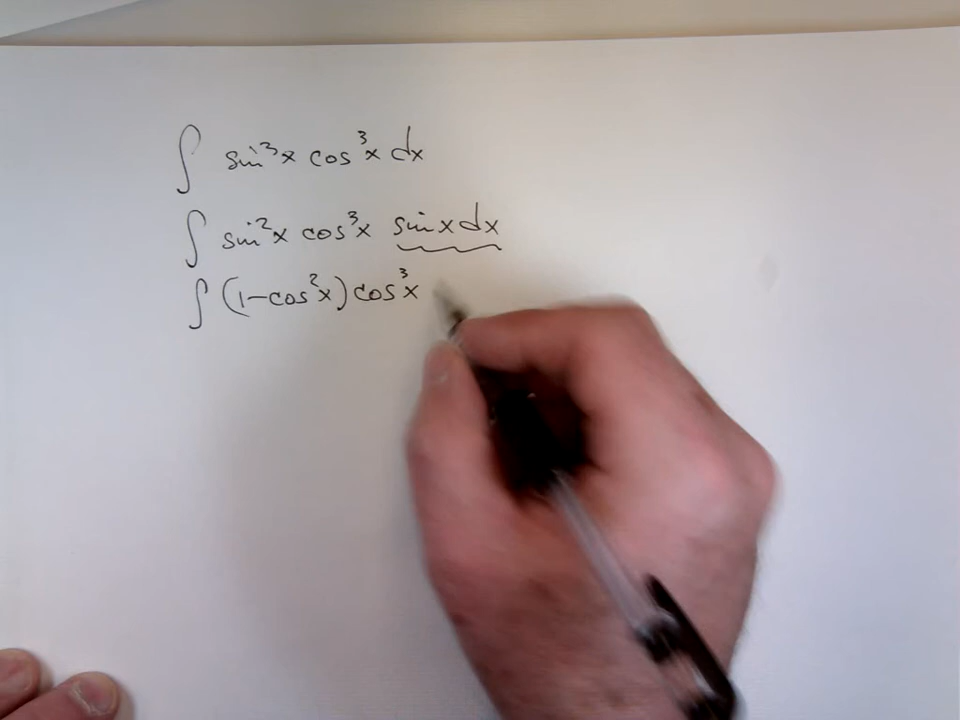 ∫ sin³x cos³x dx
∫ sin²x cos³x sin x dx
∫ (1-cos²x) cos³x